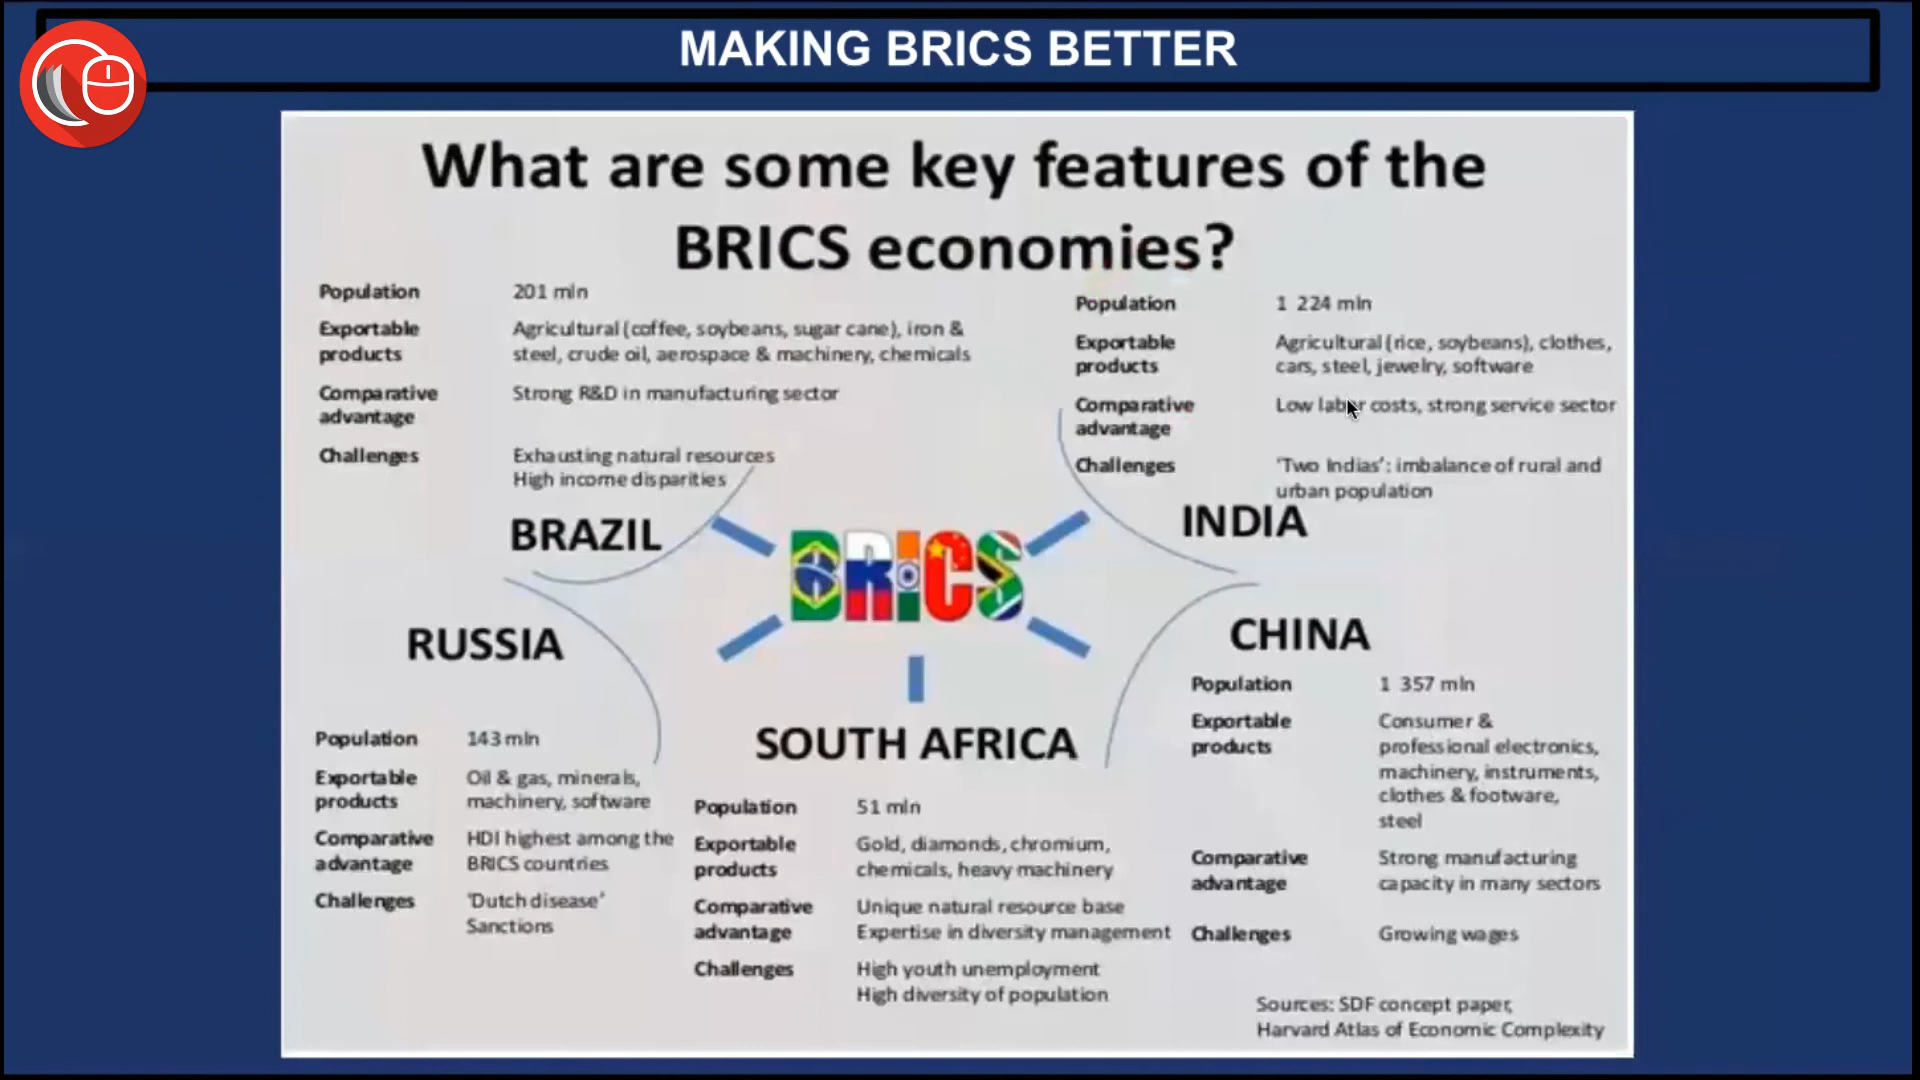 MAKING BRICS BETTER
What are some key features of the
BRICS economies?
Population 201 mln
Exportable products Agricultural (coffee, soybeans, sugar cane), iron &
steel, crude oil, aerospace & machinery, chemicals
Comparative advantage Strong R&D in manufacturing sector
Challenges Exhausting natural resources
High income disparities
BRAZIL
Population 1 224 mln
Exportable products Agricultural (rice, soybeans), clothes,
cars, steel, jewelry, software
Comparative advantage Low labor costs, strong service sector
Challenges 'Two Indias': imbalance of rural and
urban population
INDIA
BRICS
RUSSIA
Population 143 mln
Exportable products Oil & gas, minerals,
machinery, software
Comparative advantage HDI highest among the
BRICS countries
Challenges 'Dutch disease'
Sanctions
SOUTH AFRICA
Population 51 mln
Exportable products Gold, diamonds, chromium,
chemicals, heavy machinery
Comparative advantage Unique natural resource base
Expertise in diversity management
Challenges High youth unemployment
High diversity of population
CHINA
Population 1 357 mln
Exportable products Consumer &
professional electronics,
machinery, instruments,
clothes & footware,
steel
Comparative advantage Strong manufacturing
capacity in many sectors
Challenges Growing wages
Sources: SDF concept paper,
Harvard Atlas of Economic Complexity